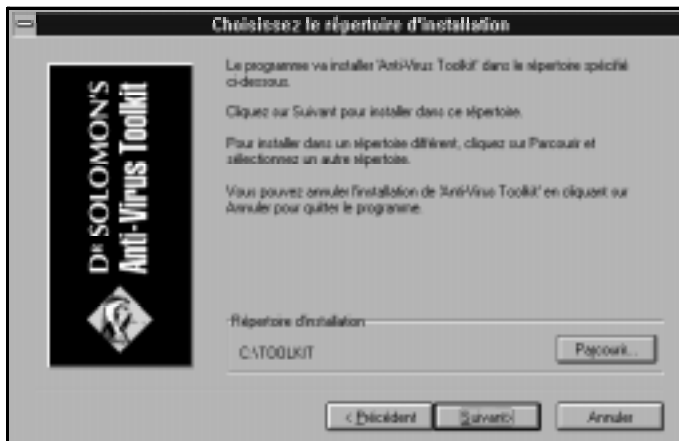 Choisissez le répertoire d'installation
Dʀ SOLOMON'S
Anti-Virus Toolkit
Le programme va installer 'Anti-Virus Toolkit' dans le répertoire spécifié
ci-dessous.
Cliquez sur Suivant pour installer dans ce répertoire.
Pour installer dans un répertoire différent, cliquez sur Parcourir et
sélectionnez un autre répertoire.
Vous pouvez annuler l'installation de 'Anti-Virus Toolkit' en cliquant sur
Annuler pour quitter le programme.
Répertoire d'installation
C:\TOOLKIT
Parcourir...
< Précédent
Suivant>
Annuler